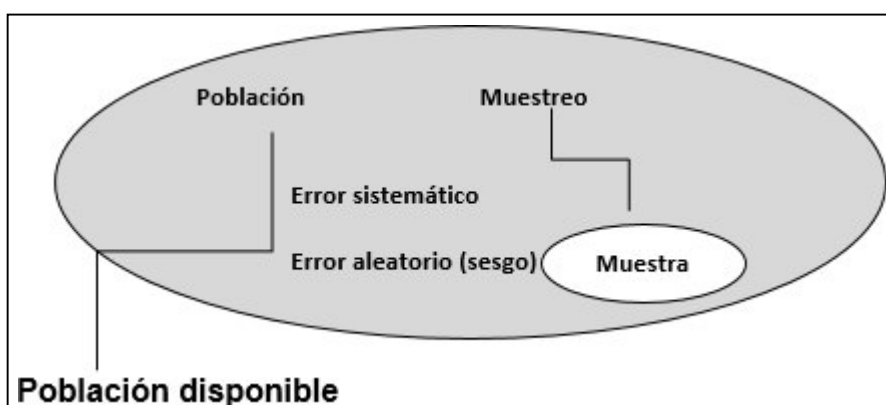 Población
Muestreo
Error sistemático
Error aleatorio (sesgo)
Muestra
Población disponible